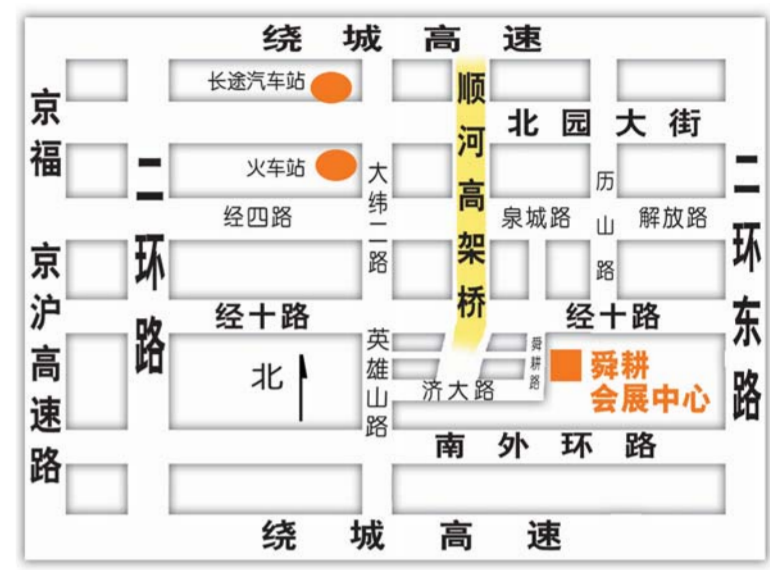 绕城高速
长途汽车站
京福
顺河高架桥
北园大街
火车站
大纬二路
历山路
二环路
二环东路
经四路
泉城路
解放路
京沪高速路
经十路
经十路
英雄山路
舜耕路
舜耕
会展中心
北
济大路
南外环路
绕城高速